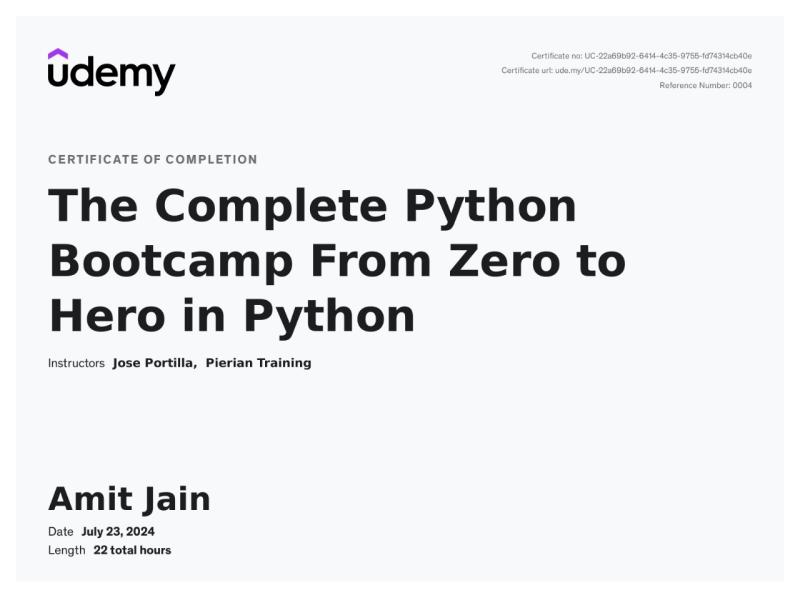 udemy
Certificate no: UC-22a69b92-6414-4c35-9755-fd74314cb40e
Certificate url: ude.my/UC-22a69b92-6414-4c35-9755-fd74314cb40e
Reference Number: 0004
CERTIFICATE OF COMPLETION
The Complete Python
Bootcamp From Zero to
Hero in Python
Instructors Jose Portilla, Pierian Training
Amit Jain
Date July 23, 2024
Length 22 total hours